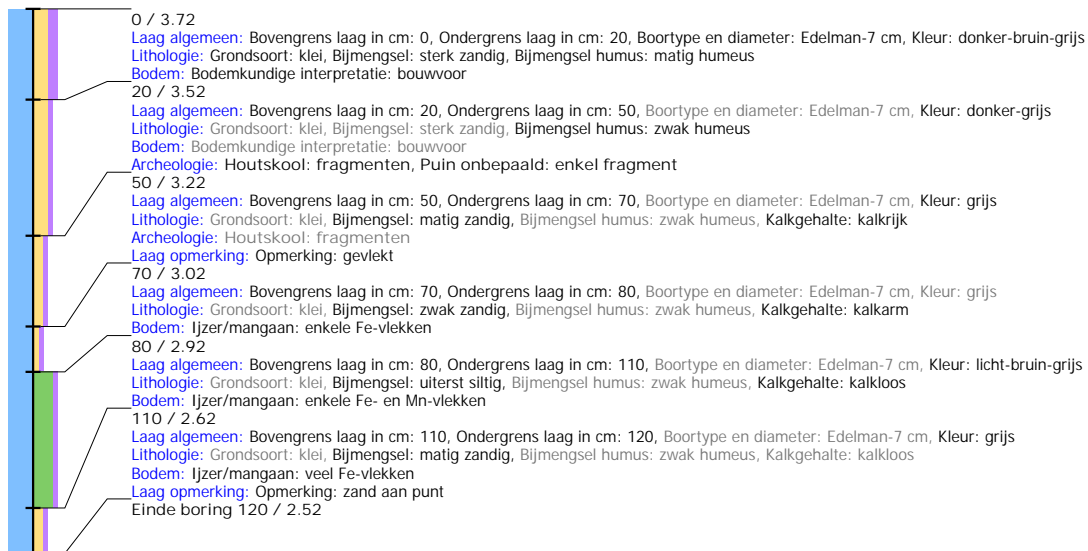 0 / 3.72
Laag algemeen: Bovengrens laag in cm: 0, Ondergrens laag in cm: 20, Boortype en diameter: Edelman-7 cm, Kleur: donker-bruin-grijs
Lithologie: Grondsoort: klei, Bijmengsel: sterk zandig, Bijmengsel humus: matig humeus
Bodem: Bodemkundige interpretatie: bouwvoor
20 / 3.52
Laag algemeen: Bovengrens laag in cm: 20, Ondergrens laag in cm: 50, Boortype en diameter: Edelman-7 cm, Kleur: donker-grijs
Lithologie: Grondsoort: klei, Bijmengsel: sterk zandig, Bijmengsel humus: zwak humeus
Bodem: Bodemkundige interpretatie: bouwvoor
Archeologie: Houtskool: fragmenten, Puin onbepaald: enkel fragment
50 / 3.22
Laag algemeen: Bovengrens laag in cm: 50, Ondergrens laag in cm: 70, Boortype en diameter: Edelman-7 cm, Kleur: grijs
Lithologie: Grondsoort: klei, Bijmengsel: matig zandig, Bijmengsel humus: zwak humeus, Kalkgehalte: kalkrijk
Archeologie: Houtskool: fragmenten
Laag opmerking: Opmerking: gevlekt
70 / 3.02
Laag algemeen: Bovengrens laag in cm: 70, Ondergrens laag in cm: 80, Boortype en diameter: Edelman-7 cm, Kleur: grijs
Lithologie: Grondsoort: klei, Bijmengsel: zwak zandig, Bijmengsel humus: zwak humeus, Kalkgehalte: kalkarm
Bodem: Ijzer/mangaan: enkele Fe-vlekken
80 / 2.92
Laag algemeen: Bovengrens laag in cm: 80, Ondergrens laag in cm: 110, Boortype en diameter: Edelman-7 cm, Kleur: licht-bruin-grijs
Lithologie: Grondsoort: klei, Bijmengsel: uiterst siltig, Bijmengsel humus: zwak humeus, Kalkgehalte: kalkloos
Bodem: Ijzer/mangaan: enkele Fe- en Mn-vlekken
110 / 2.62
Laag algemeen: Bovengrens laag in cm: 110, Ondergrens laag in cm: 120, Boortype en diameter: Edelman-7 cm, Kleur: grijs
Lithologie: Grondsoort: klei, Bijmengsel: matig zandig, Bijmengsel humus: zwak humeus, Kalkgehalte: kalkloos
Bodem: Ijzer/mangaan: veel Fe-vlekken
Laag opmerking: Opmerking: zand aan punt
Einde boring 120 / 2.52